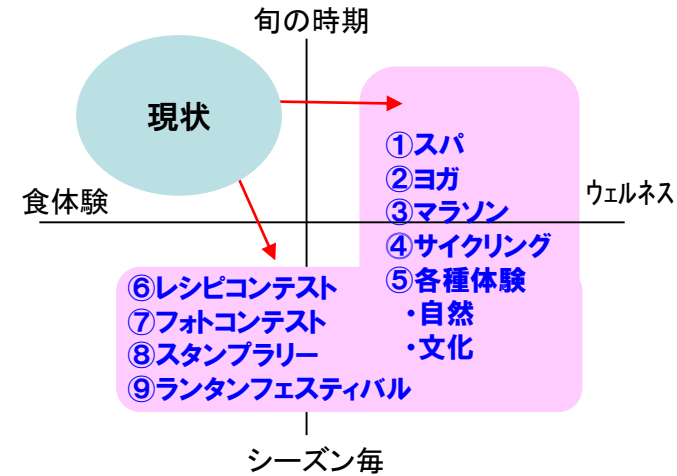 旬の時期
現状
①スパ
②ヨガ
食体験
ウェルネス
③マラソン
④サイクリング
⑤各種体験
・自然
・文化
⑥レシピコンテスト
⑦フォトコンテスト
⑧スタンプラリー
⑨ランタンフェスティバル
シーズン毎